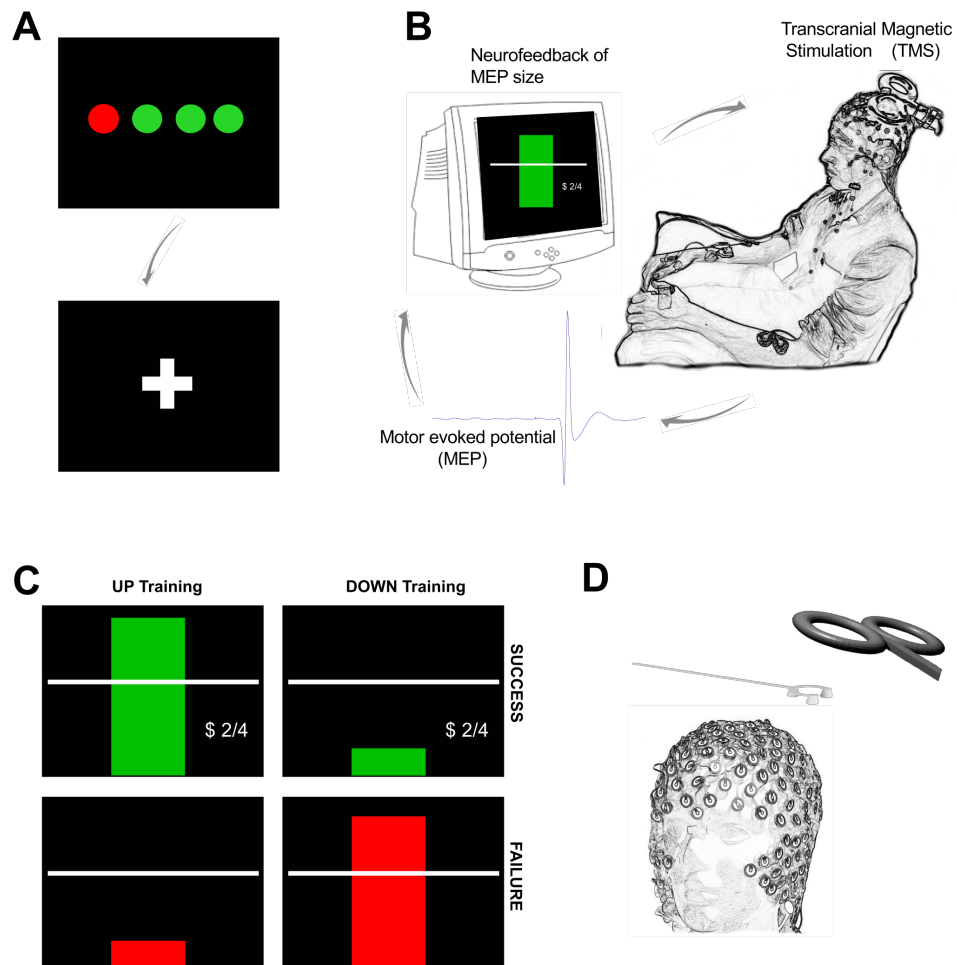 A
B
Transcranial Magnetic
Stimulation (TMS)
Neurofeedback of
MEP size
$ 2/4
Motor evoked potential
(MEP)
C
UP Training
DOWN Training
SUCCESS
$ 2/4
$ 2/4
FAILURE
D